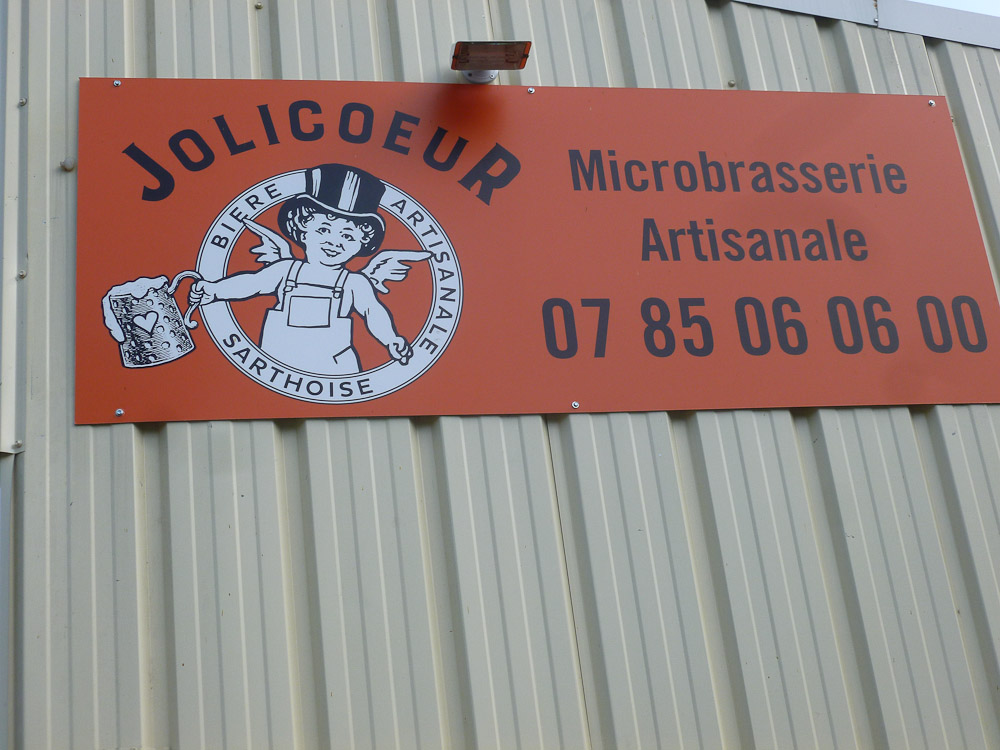 JOLICOEUR
BIERE ARTISANALE
SARTHOISE
Microbrasserie
Artisanale
07 85 06 06 00